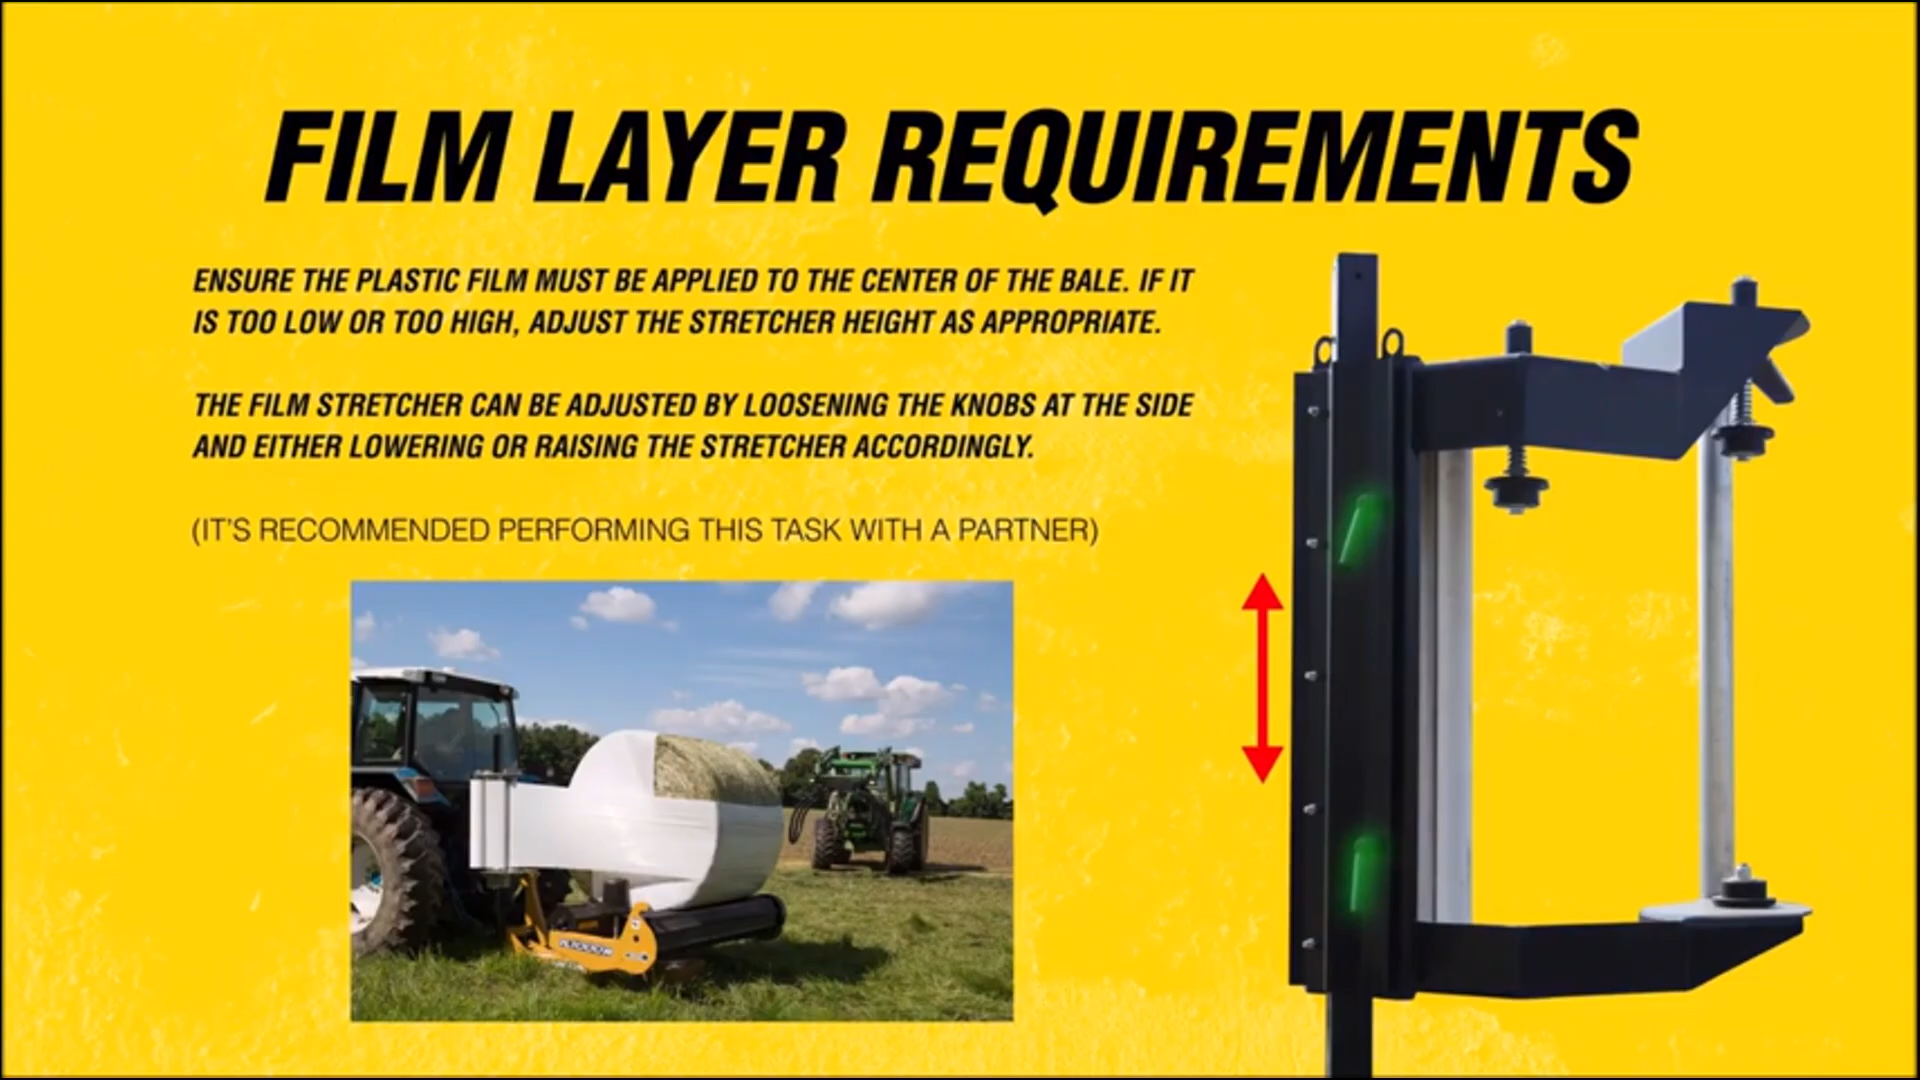 FILM LAYER REQUIREMENTS
ENSURE THE PLASTIC FILM MUST BE APPLIED TO THE CENTER OF THE BALE. IF IT
IS TOO LOW OR TOO HIGH, ADJUST THE STRETCHER HEIGHT AS APPROPRIATE.
THE FILM STRETCHER CAN BE ADJUSTED BY LOOSENING THE KNOBS AT THE SIDE
AND EITHER LOWERING OR RAISING THE STRETCHER ACCORDINGLY.
(IT'S RECOMMENDED PERFORMING THIS TASK WITH A PARTNER)